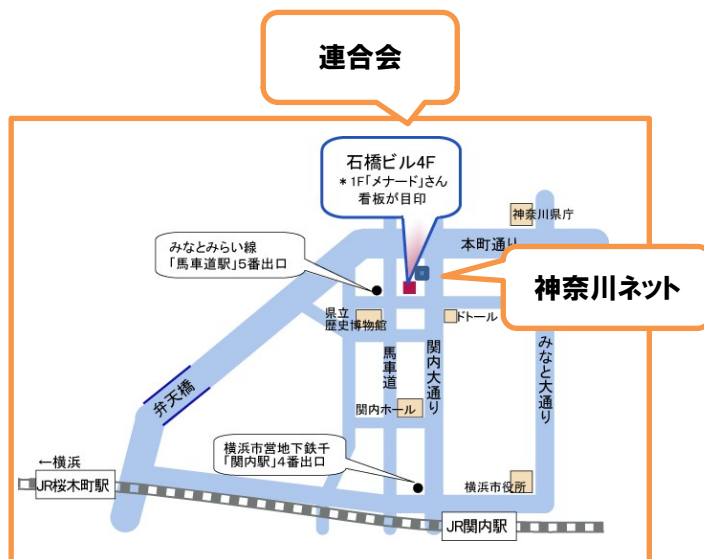 連合会
石橋ビル4F
＊1F「メナード」さん
看板が目印
神奈川県庁
本町通り
みなとみらい線
「馬車道駅」5番出口
神奈川ネット
県立
歴史博物館
ドトール
馬車道
関内大通り
みなと大通り
弁天橋
関内ホール
横浜市営地下鉄千
「関内駅」4番出口
←横浜
JR桜木町駅
横浜市役所
JR関内駅